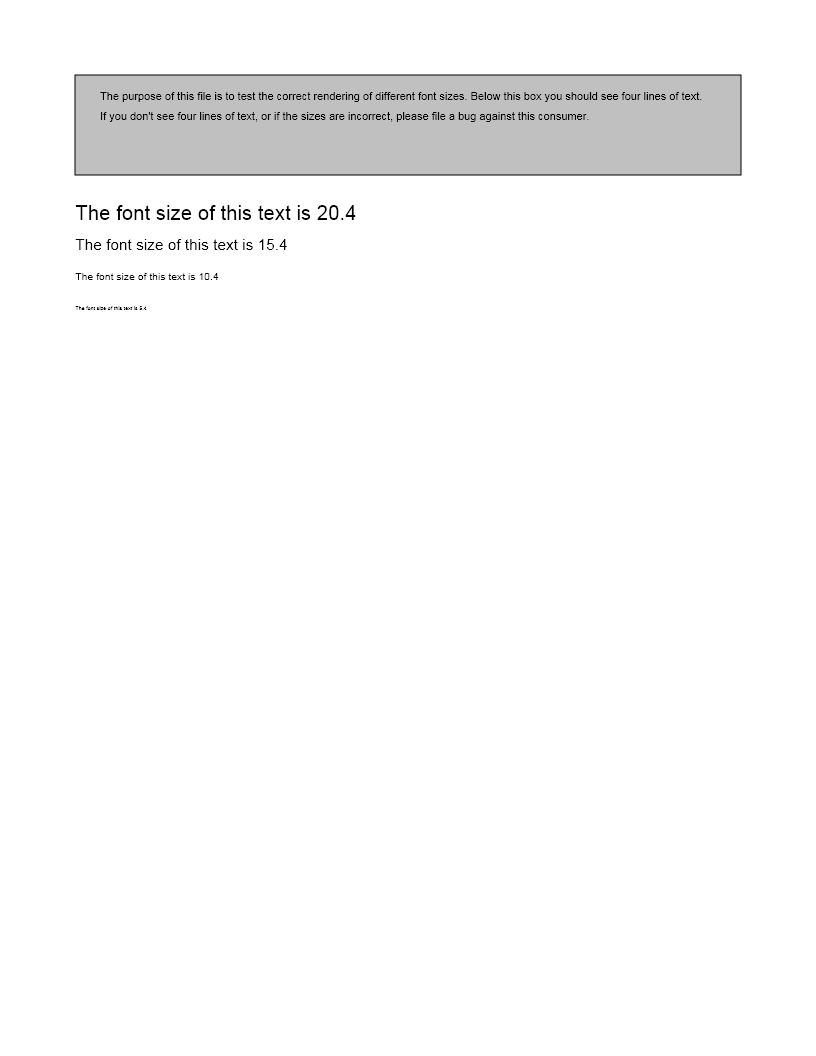 The purpose of this file is to test the correct rendering of different font sizes. Below this box you should see four lines of text.
If you don't see four lines of text, or if the sizes are incorrect, please file a bug against this consumer.
The font size of this text is 20.4
The font size of this text is 15.4
The font size of this text is 10.4
The font size of this text is 5.4